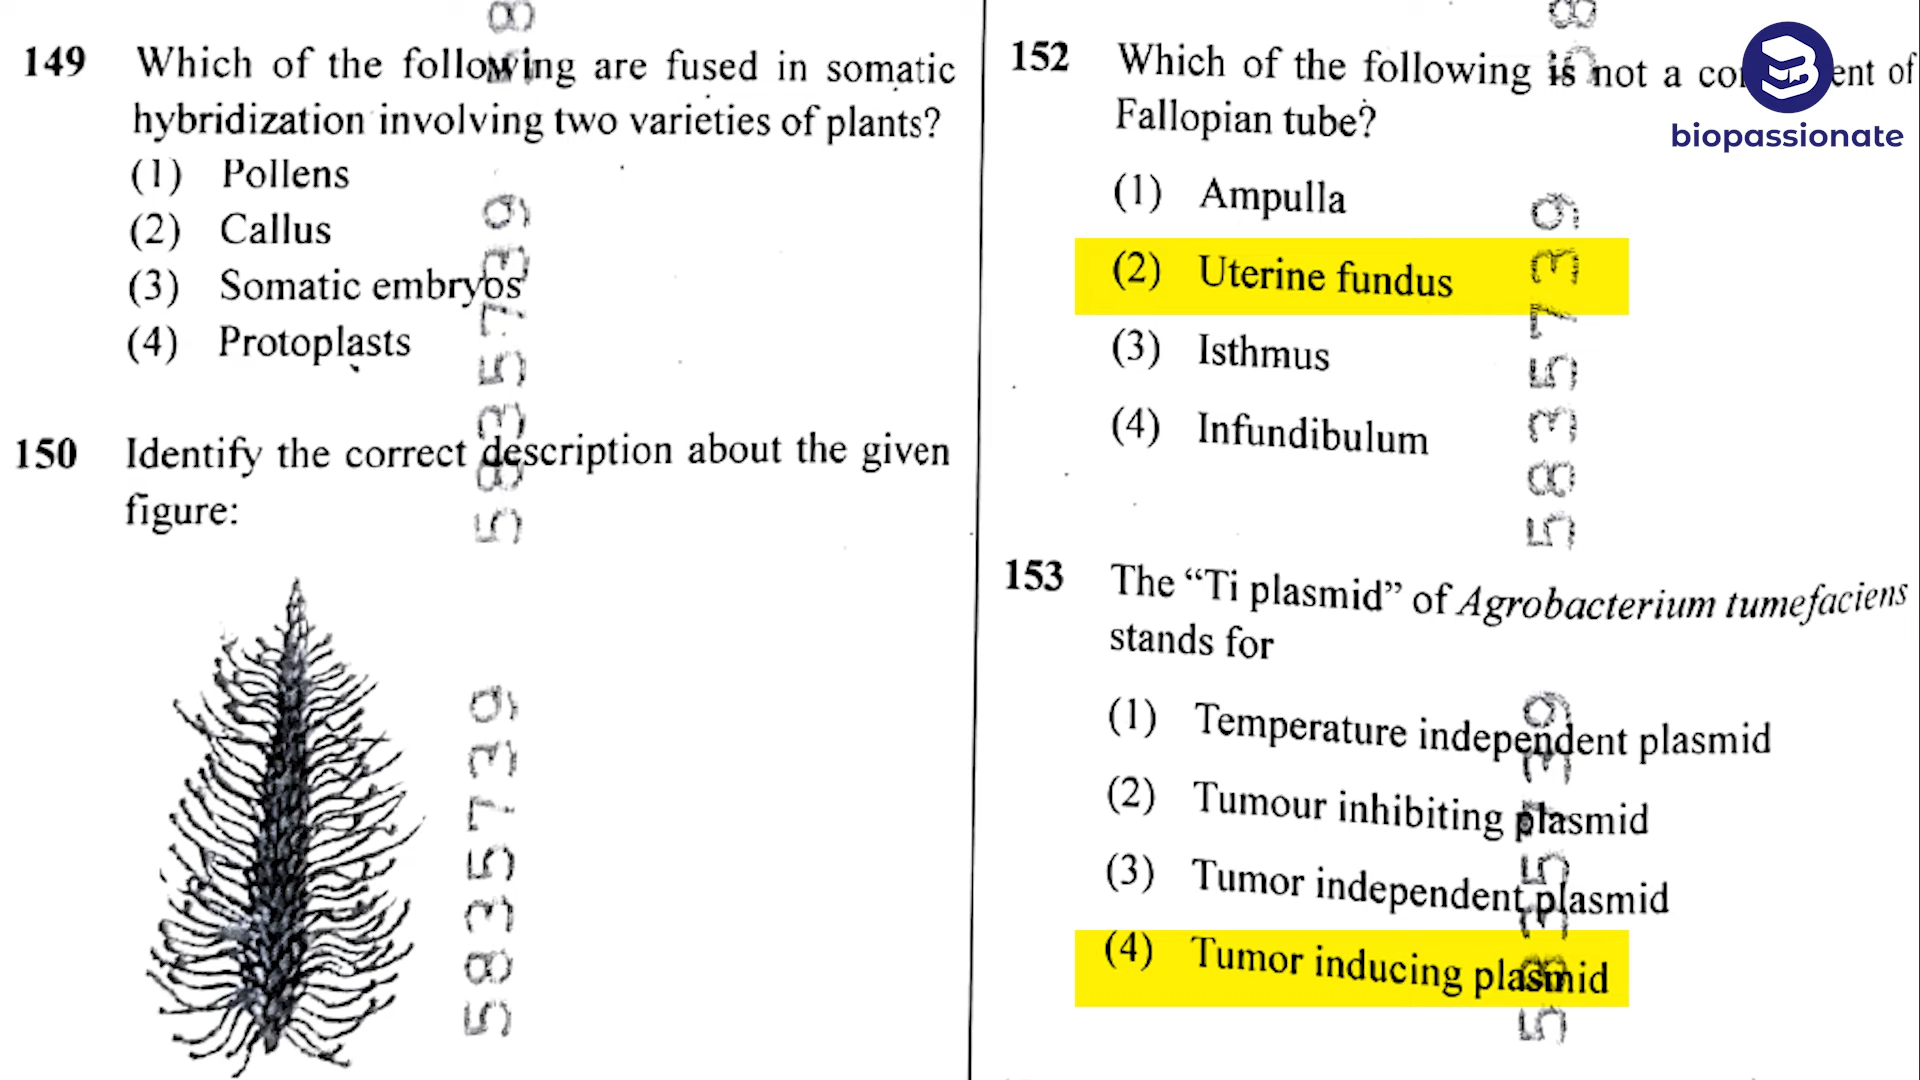 149 Which of the following are fused in somatic
hybridization involving two varieties of plants?
(1) Pollens
(2) Callus
(3) Somatic embryos
(4) Protoplasts
150 Identify the correct description about the given
figure:
5835739
5835739
152 Which of the following is not a ent of
Fallopian tube?
(1) Ampulla
(2) Uterine fundus
(3) Isthmus
(4) Infundibulum
153 The “Ti plasmid” of Agrobacterium tumefaciens
stands for
(1) Temperature independent plasmid
(2) Tumour inhibiting plasmid
(3) Tumor independent plasmid
(4) Tumor inducing plasmid
5835739
5835739
biopassionate